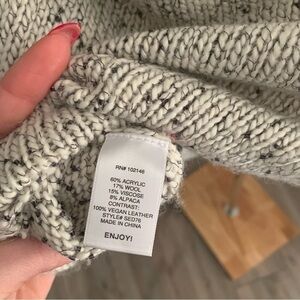 RN# 102146
60% ACRYLIC
17% WOOL
15% VISCOSE
8% ALPACA
CONTRAST:
100% VEGAN LEATHER
STYLE# SED76
MADE IN CHINA
ENJOY!